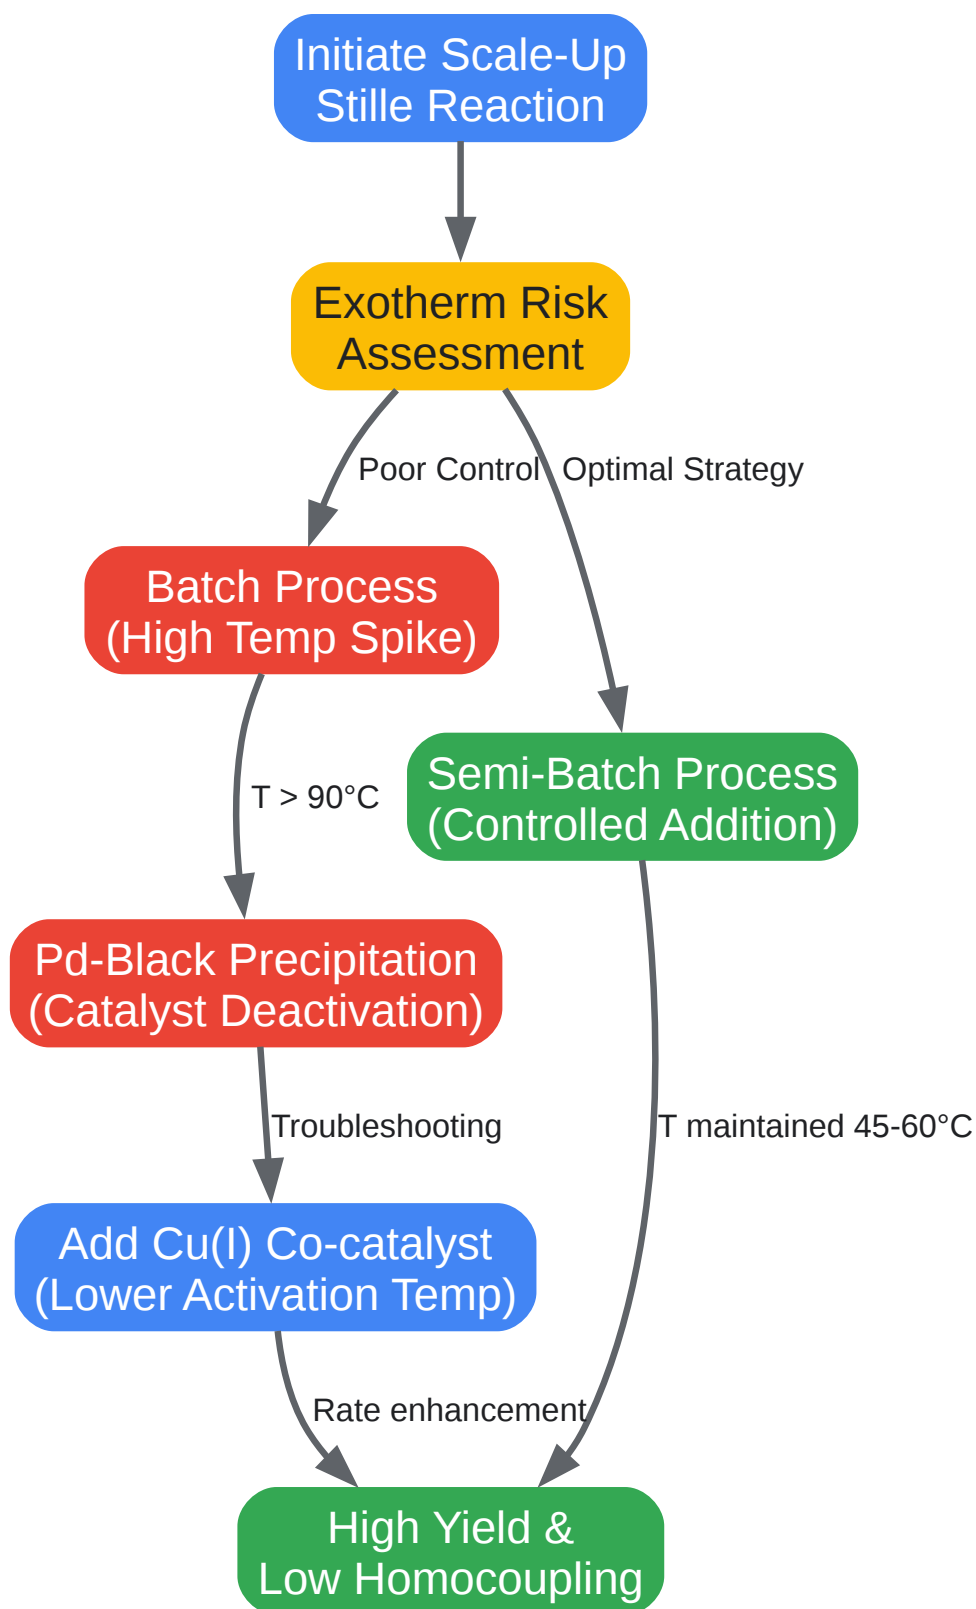 Initiate Scale-Up
Stille Reaction
Exotherm Risk
Assessment
Poor Control
Optimal Strategy
Batch Process
(High Temp Spike)
Semi-Batch Process
(Controlled Addition)
T > 90°C
Pd-Black Precipitation
(Catalyst Deactivation)
Troubleshooting
T maintained 45-60°C
Add Cu(I) Co-catalyst
(Lower Activation Temp)
Rate enhancement
High Yield &
Low Homocoupling